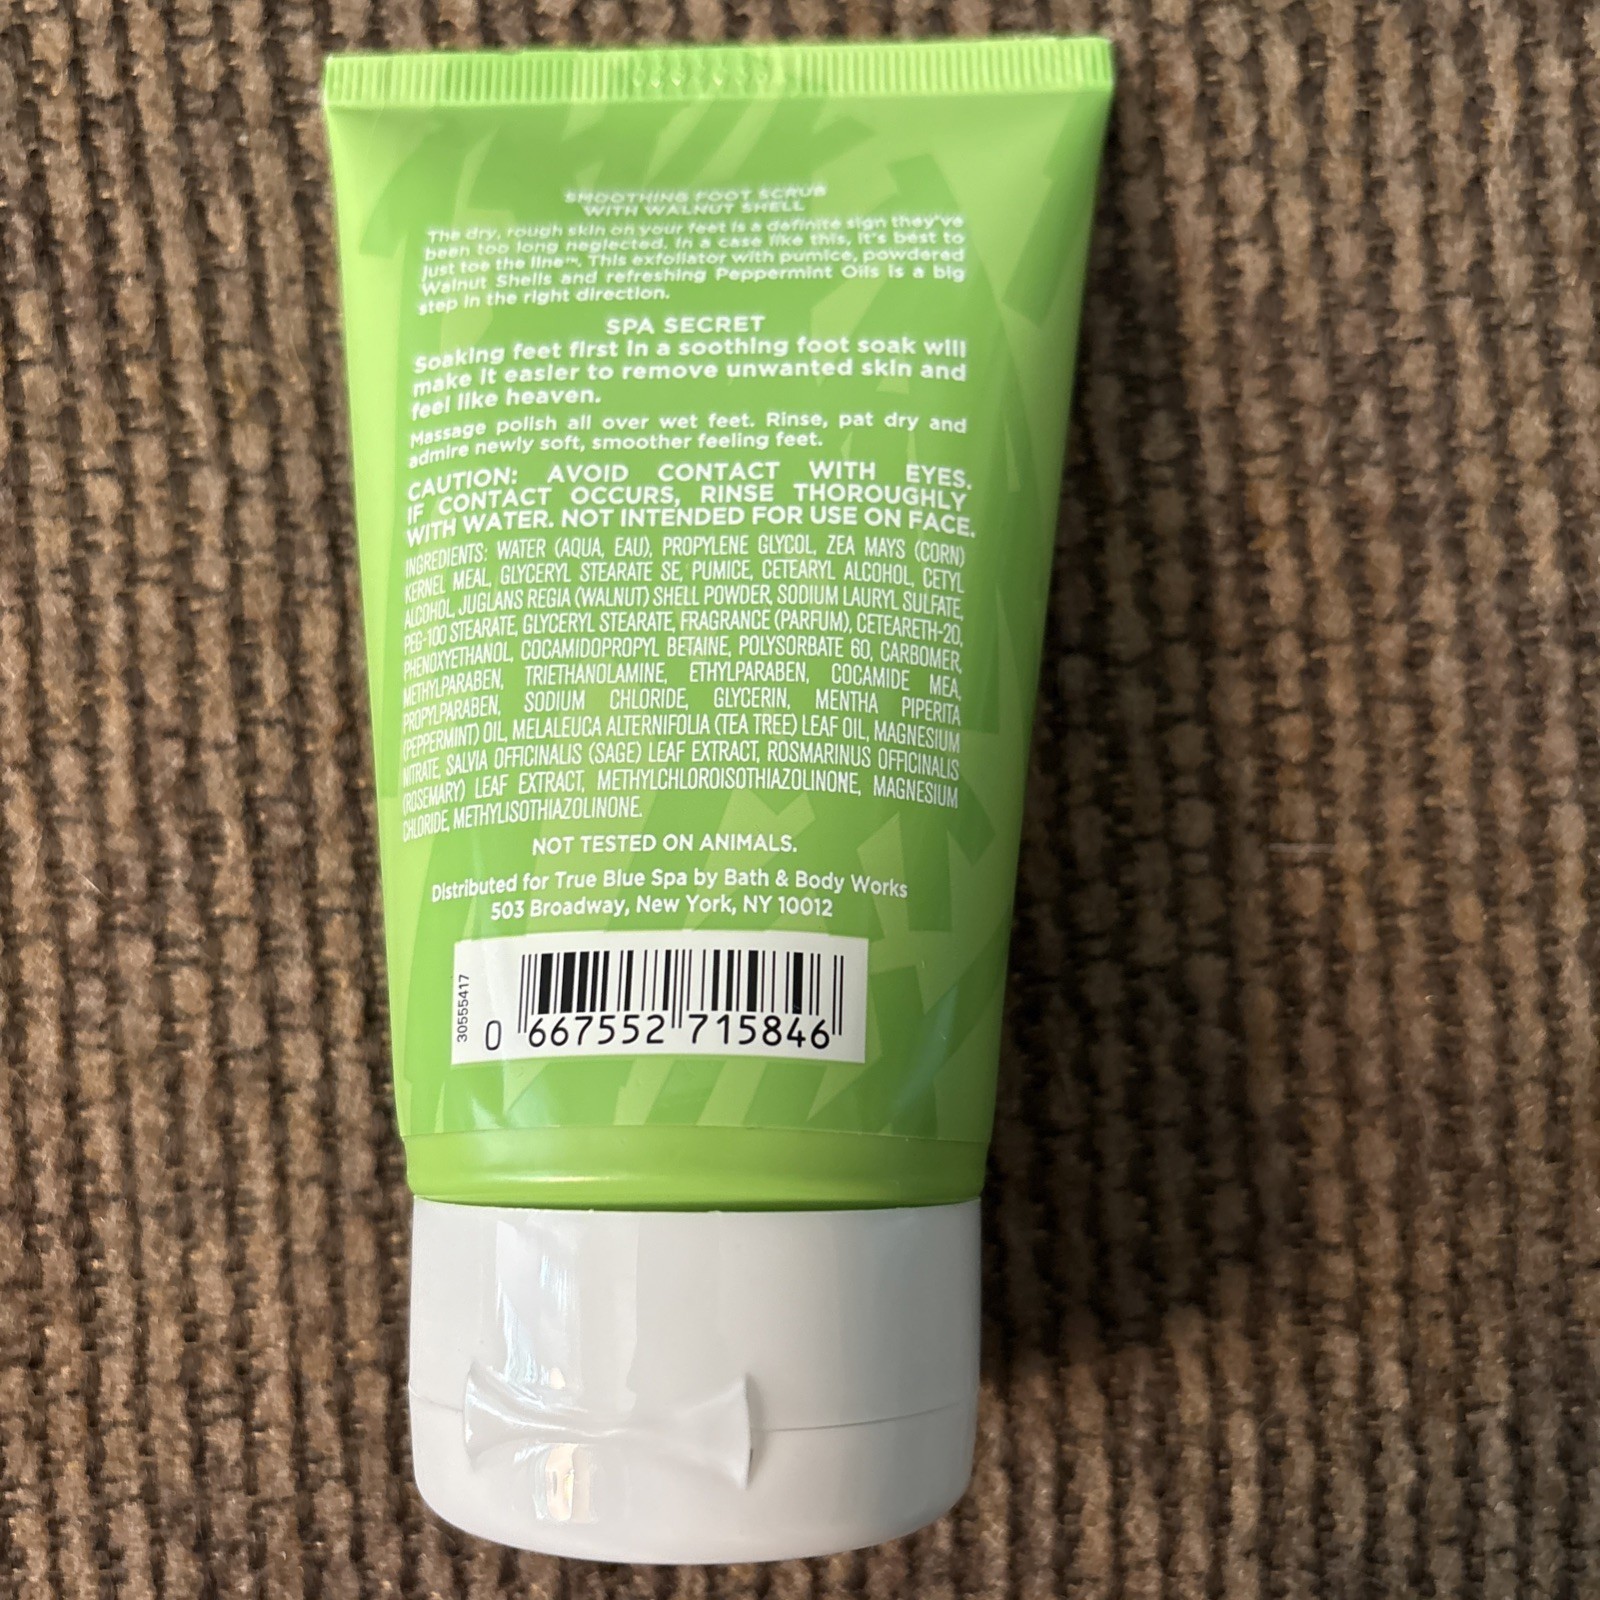 SMOOTHING FOOT SCRUB
WITH WALNUT SHELL
The dry, rough skin on your feet is a definite sign they've
been too long neglected. In a case like this, it's best to
just toe the line™. This exfoliator with pumice, powdered
Walnut Shells and refreshing Peppermint Oils is a big
step in the right direction.
SPA SECRET
Soaking feet first in a soothing foot soak will
make it easier to remove unwanted skin and
feel like heaven.
Massage polish all over wet feet. Rinse, pat dry and
admire newly soft, smoother feeling feet.
CAUTION: AVOID CONTACT WITH EYES.
IF CONTACT OCCURS, RINSE THOROUGHLY
WITH WATER. NOT INTENDED FOR USE ON FACE.
INGREDIENTS: WATER (AQUA, EAU), PROPYLENE GLYCOL, ZEA MAYS (CORN)
KERNEL MEAL, GLYCERYL STEARATE SE, PUMICE, CETEARYL ALCOHOL, CETYL
ALCOHOL, JUGLANS REGIA (WALNUT) SHELL POWDER, SODIUM LAURYL SULFATE,
PEG-100 STEARATE, GLYCERYL STEARATE, FRAGRANCE (PARFUM), CETEARETH-20,
PHENOXYETHANOL, COCAMIDOPROPYL BETAINE, POLYSORBATE 60, CARBOMER,
METHYLPARABEN, TRIETHANOLAMINE, ETHYLPARABEN, COCAMIDE MEA,
PROPYLPARABEN, SODIUM CHLORIDE, GLYCERIN, MENTHA PIPERITA
(PEPPERMINT) OIL, MELALEUCA ALTERNIFOLIA (TEA TREE) LEAF OIL, MAGNESIUM
NITRATE, SALVIA OFFICINALIS (SAGE) LEAF EXTRACT, ROSMARINUS OFFICINALIS
(ROSEMARY) LEAF EXTRACT, METHYLCHLOROISOTHIAZOLINONE, MAGNESIUM
CHLORIDE, METHYLISOTHIAZOLINONE.
NOT TESTED ON ANIMALS.
Distributed for True Blue Spa by Bath & Body Works
503 Broadway, New York, NY 10012
30555417
0 667552 715846